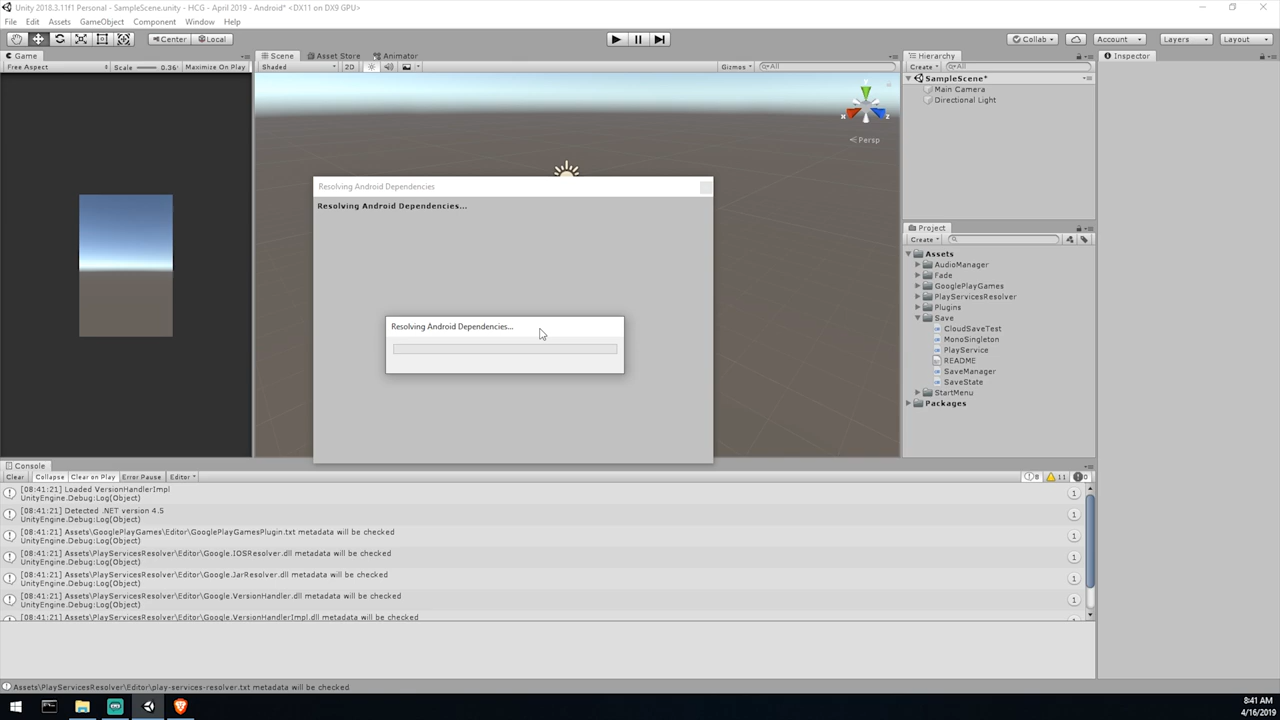 Unity 2018.3.11f1 Personal - SampleScene.unity - HCG - April 2019 - Android* <DX11 on DX9 GPU>
File Edit Assets GameObject Component Window Help
Center Local Collab Account Layers Layout
Game Scene Asset Store Animator Hierarchy Inspector
Free Aspect Scale 0.36 Maximize On Play Shaded 2D Gizmos All Create All
SampleScene*
Main Camera
Directional Light
Persp
Resolving Android Dependencies
Resolving Android Dependencies...
Resolving Android Dependencies...
Project
Create
Assets
AudioManager
Fade
GooglePlayGames
PlayServicesResolver
Plugins
Save
CloudSaveTest
MonoSingleton
PlayService
README
SaveManager
SaveState
StartMenu
Packages
Console
Clear Collapse Clear on Play Error Pause Editor 8 11 0
[08:41:21] Loaded VersionHandlerImpl
UnityEngine.Debug:Log(Object) 1
[08:41:21] Detected .NET version 4.5
UnityEngine.Debug:Log(Object) 1
[08:41:21] Assets\GooglePlayGames\Editor\GooglePlayGamesPlugin.txt metadata will be checked
UnityEngine.Debug:Log(Object) 1
[08:41:21] Assets\PlayServicesResolver\Editor\Google.IOSResolver.dll metadata will be checked
UnityEngine.Debug:Log(Object) 1
[08:41:21] Assets\PlayServicesResolver\Editor\Google.JarResolver.dll metadata will be checked
UnityEngine.Debug:Log(Object) 1
[08:41:21] Assets\PlayServicesResolver\Editor\Google.VersionHandler.dll metadata will be checked
UnityEngine.Debug:Log(Object) 1
[08:41:21] Assets\PlayServicesResolver\Editor\Google.VersionHandlerImpl.dll metadata will be checked
Assets\PlayServicesResolver\Editor\play-services-resolver.txt metadata will be checked
8:41 AM
4/16/2019